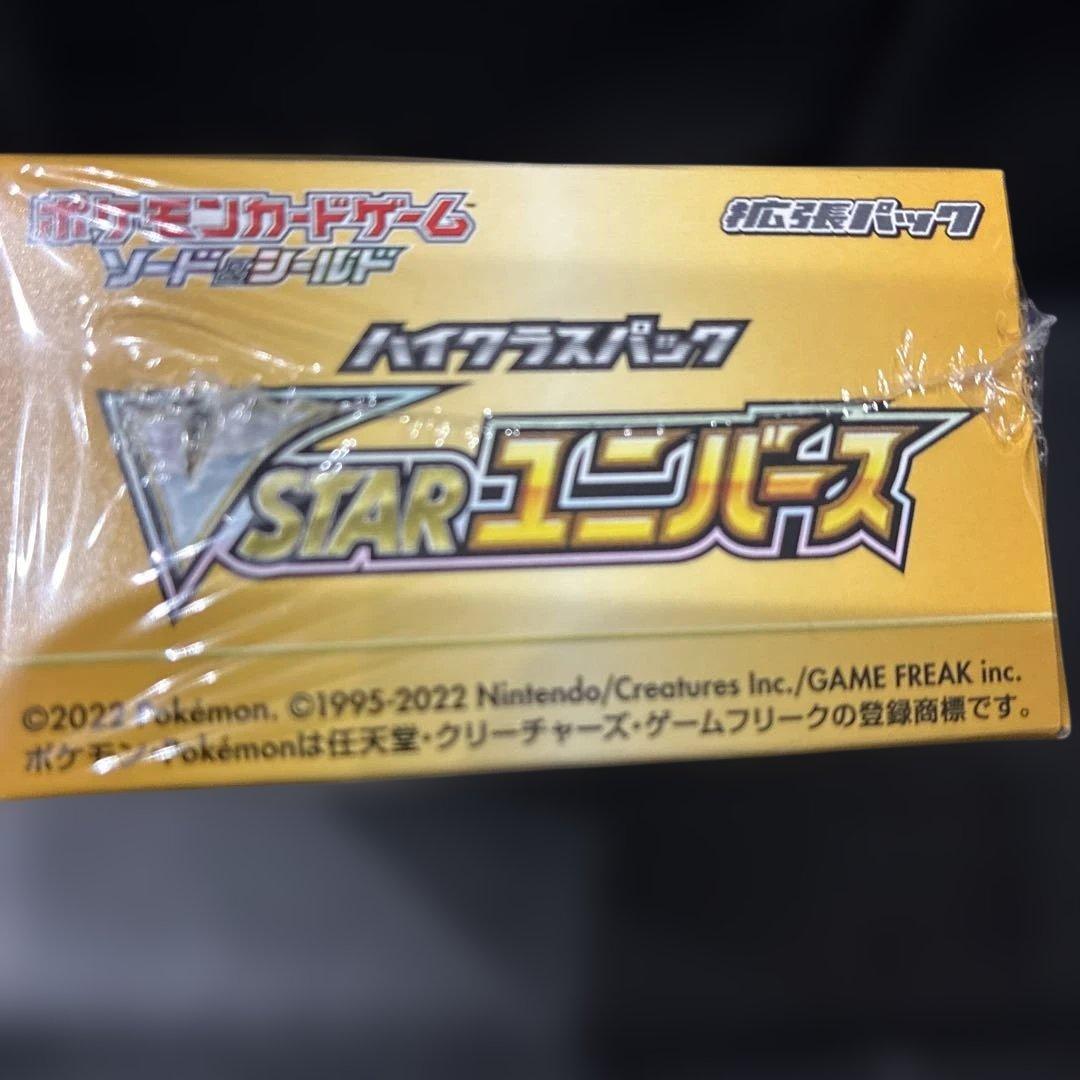 ポケモンカードゲーム
ソード&シールド
拡張パック
ハイクラスパック
VSTARユニバース
©2022 Pokémon. ©1995-2022 Nintendo/Creatures Inc./GAME FREAK inc.
ポケモン・Pokémonは任天堂・クリーチャーズ・ゲームフリークの登録商標です。